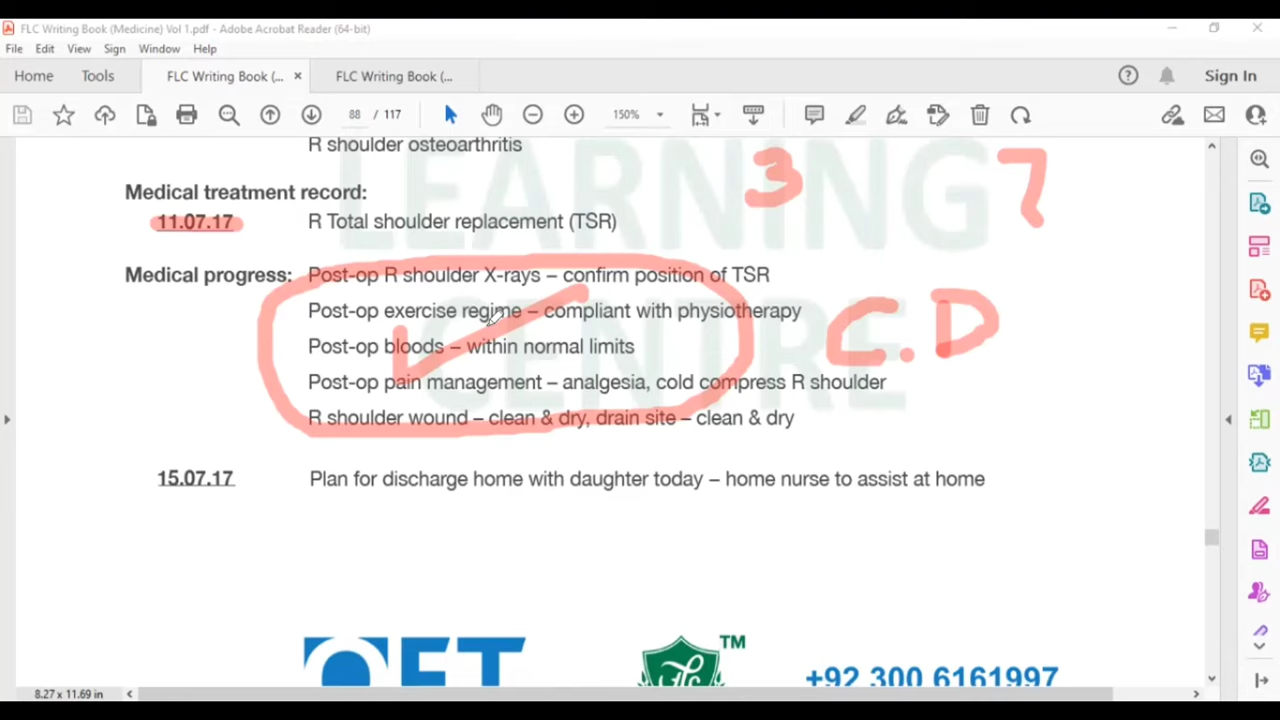 FLC Writing Book (Medicine) Vol 1.pdf - Adobe Acrobat Reader (64-bit)
File Edit View Sign Window Help
Home Tools FLC Writing Book (... × FLC Writing Book (... Sign In
88 / 117 150%
R shoulder osteoarthritis
LEARNING
3 7
Medical treatment record:
11.07.17 R Total shoulder replacement (TSR)
Medical progress: Post-op R shoulder X-rays – confirm position of TSR
Post-op exercise regime – compliant with physiotherapy
CENTRE
C.D
Post-op bloods – within normal limits
Post-op pain management – analgesia, cold compress R shoulder
R shoulder wound – clean & dry, drain site – clean & dry
15.07.17 Plan for discharge home with daughter today – home nurse to assist at home
OET
TM
+92 300 6161997
8.27 x 11.69 in